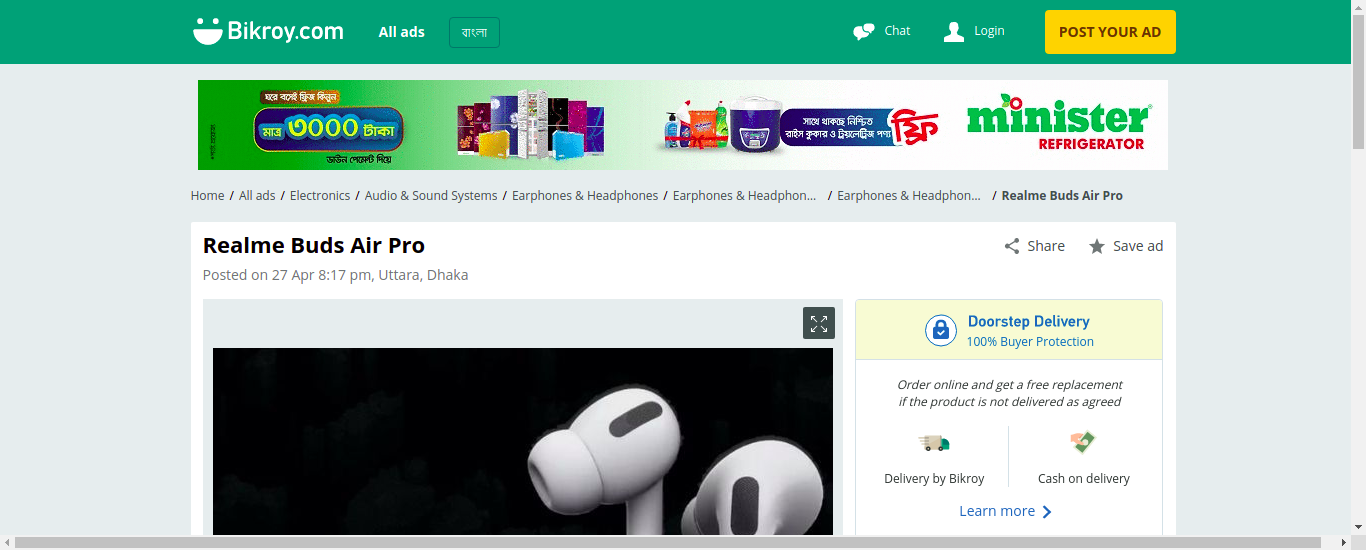 Bikroy.com
All ads
বাংলা
Chat
Login
POST YOUR AD
ঘরে বসেই ফ্রিজ কিনুন
মাত্র ৩০০০ টাকা
ডাউন পেমেন্ট দিয়ে
সাথে থাকছে নিশ্চিত
রাইস কুকার ও ট্রয়লেট্রিজ পণ্য
ফ্রি
minister
REFRIGERATOR
Home / All ads / Electronics / Audio & Sound Systems / Earphones & Headphones / Earphones & Headphon... / Earphones & Headphon... / Realme Buds Air Pro
Realme Buds Air Pro
Share
Save ad
Posted on 27 Apr 8:17 pm, Uttara, Dhaka
Doorstep Delivery
100% Buyer Protection
Order online and get a free replacement
if the product is not delivered as agreed
Delivery by Bikroy
Cash on delivery
Learn more